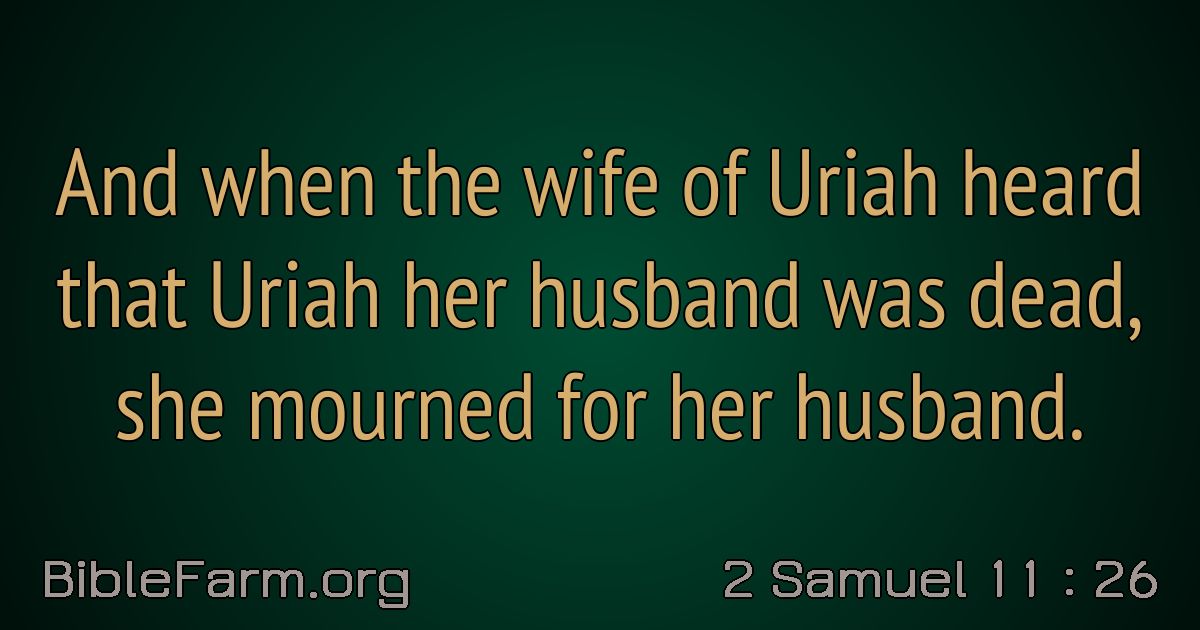 And when the wife of Uriah heard
that Uriah her husband was dead,
she mourned for her husband.
BibleFarm.org
2 Samuel 11 : 26